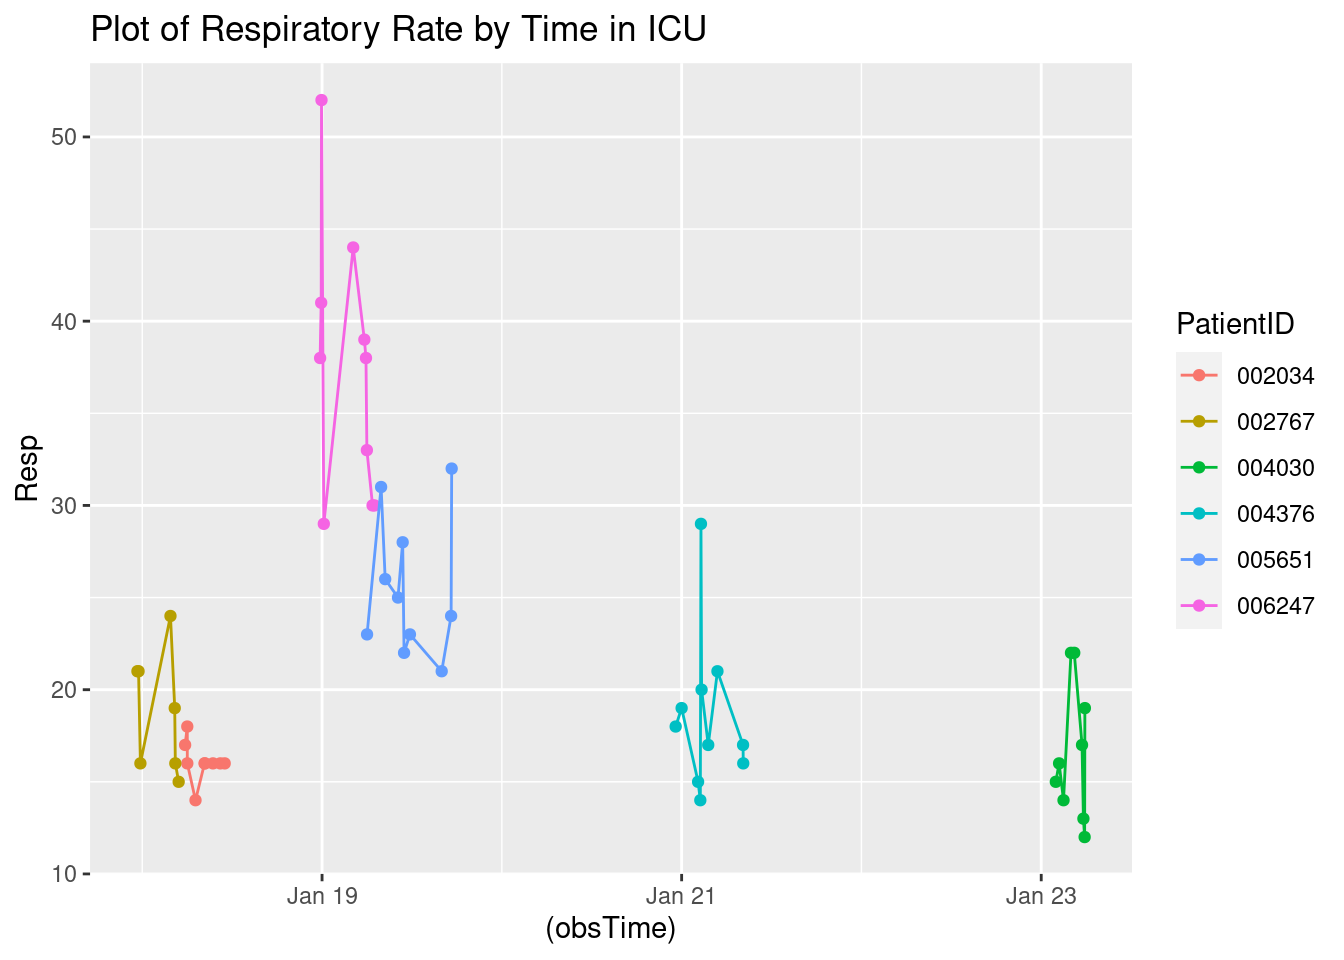 Plot of Respiratory Rate by Time in ICU
50
40
30
20
10
Resp
Jan 19
Jan 21
Jan 23
(obsTime)
PatientID
002034
002767
004030
004376
005651
006247